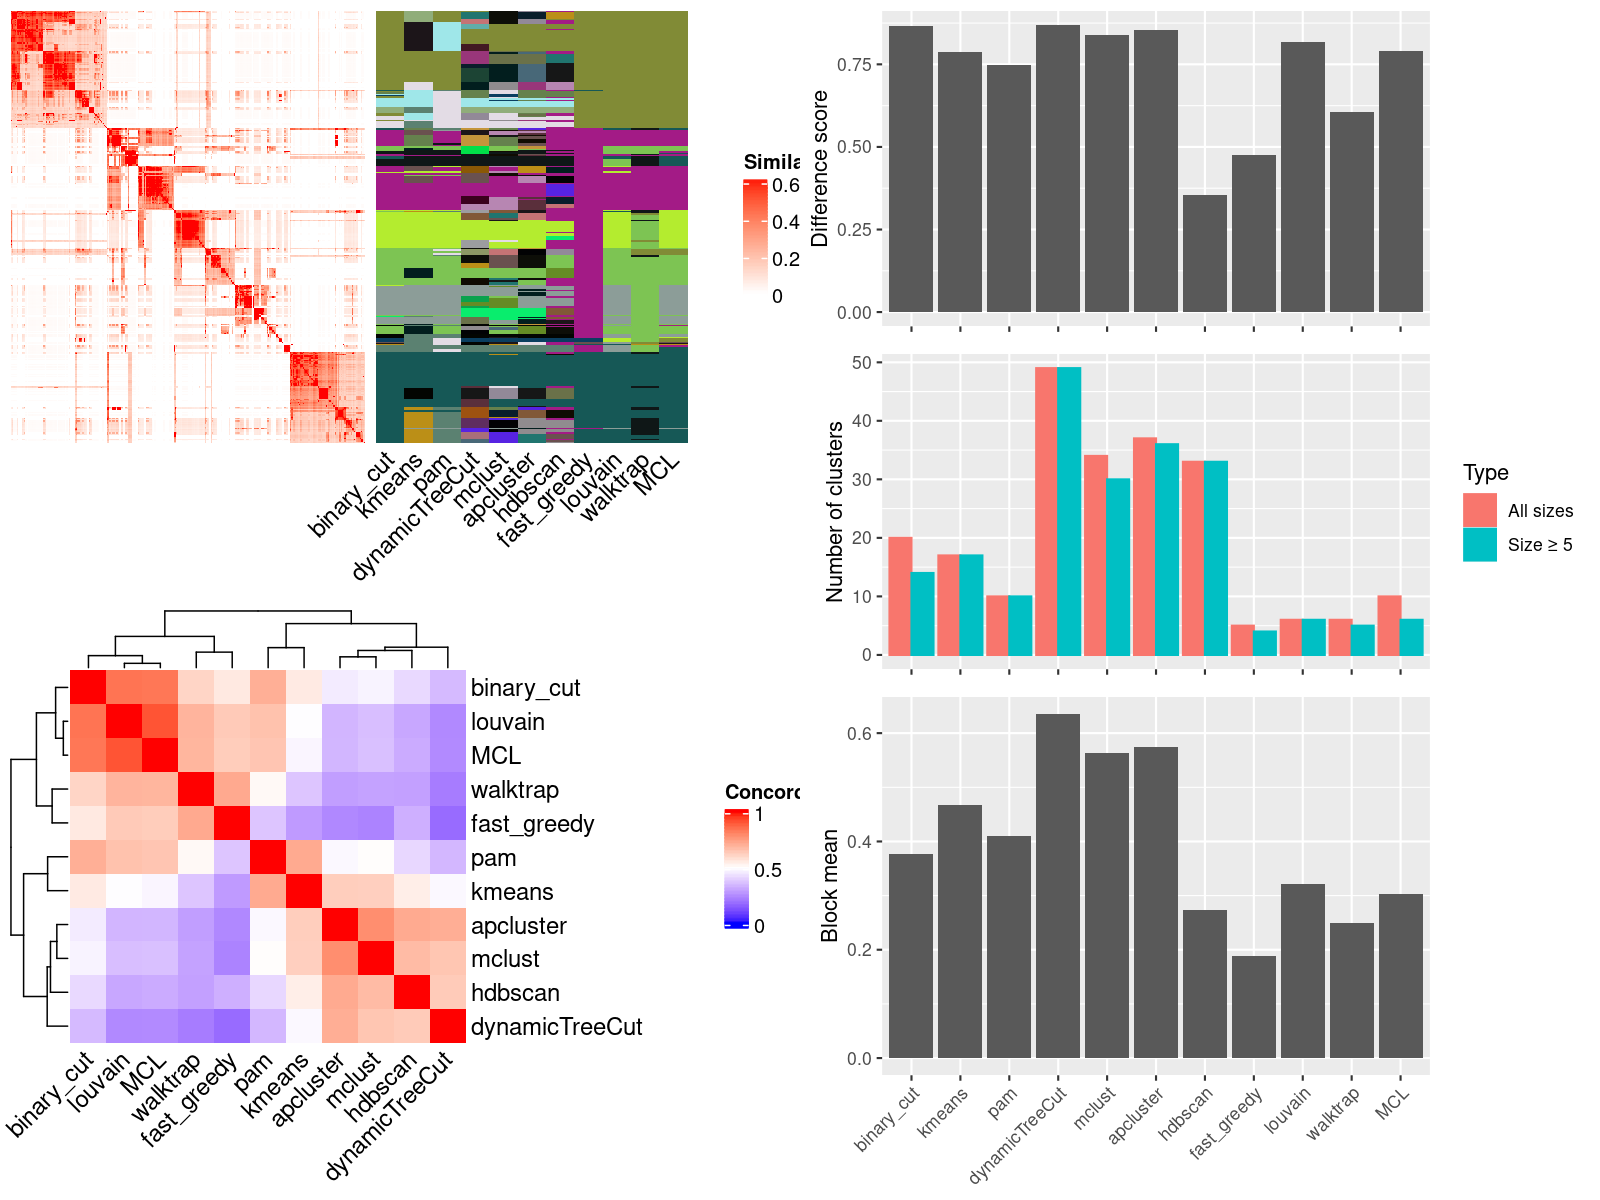 Simila
0.6
0.4
0.2
0
binary_cut
kmeans
pam
dynamicTreeCut
mclust
apcluster
hdbscan
fast_greedy
louvain
walktrap
MCL
Difference score
0.75
0.50
0.25
0.00
Number of clusters
50
40
30
20
10
0
Type
All sizes
Size ≥ 5
binary_cut
louvain
MCL
walktrap
fast_greedy
pam
kmeans
apcluster
mclust
hdbscan
dynamicTreeCut
binary_cut
louvain
MCL
walktrap
fast_greedy
pam
kmeans
apcluster
mclust
hdbscan
dynamicTreeCut
Concord
1
0.5
0
Block mean
0.6
0.4
0.2
0.0
binary_cut
kmeans
pam
dynamicTreeCut
mclust
apcluster
hdbscan
fast_greedy
louvain
walktrap
MCL